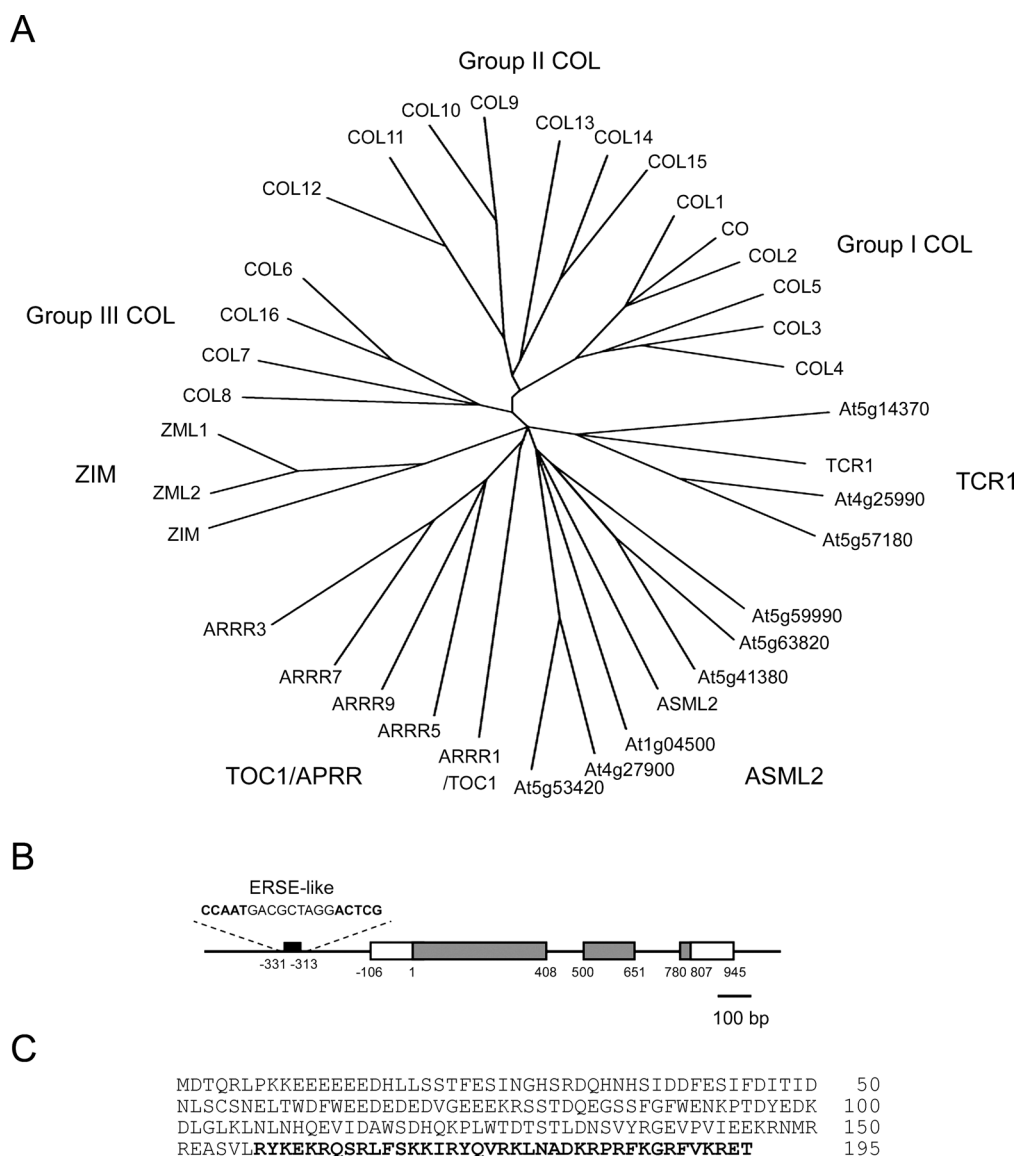 A
Group II COL
COL9
COL10
COL13
COL11
COL14
COL15
COL12
COL1
CO
Group I COL
COL2
COL6
COL5
Group III COL
COL16
COL3
COL7
COL4
COL8
At5g14370
ZML1
TCR1
ZIM
TCR1
ZML2
At4g25990
ZIM
At5g57180
At5g59990
ARRR3
At5g63820
ARRR7
At5g41380
ARRR9
ASML2
ARRR5
At1g04500
ARRR1
/TOC1
At4g27900
At5g53420
TOC1/APRR
ASML2
B
ERSE-like
CCAATGACGCTAGGACTCG
-331 -313
-106 1 408 500 651 780 807 945
100 bp
C
MDTQRLPKKEEEEEEDHLLSSTFESINGHSRDQHNHSIDDFESIFDITID 50
NLSCSNELTWDFWEEDEDEDVGEEEKRSSTDQEGSSFGFWENKPTDYEDK 100
DLGLKLNLNHQEVIDAWSDHQKPLWTDTSTLDNSVYRGEVPVIEEKRNMR 150
REASVLRYKEKRQSRLFSKKIRYQVRKLNADKRPRFKGRFVKRET 195